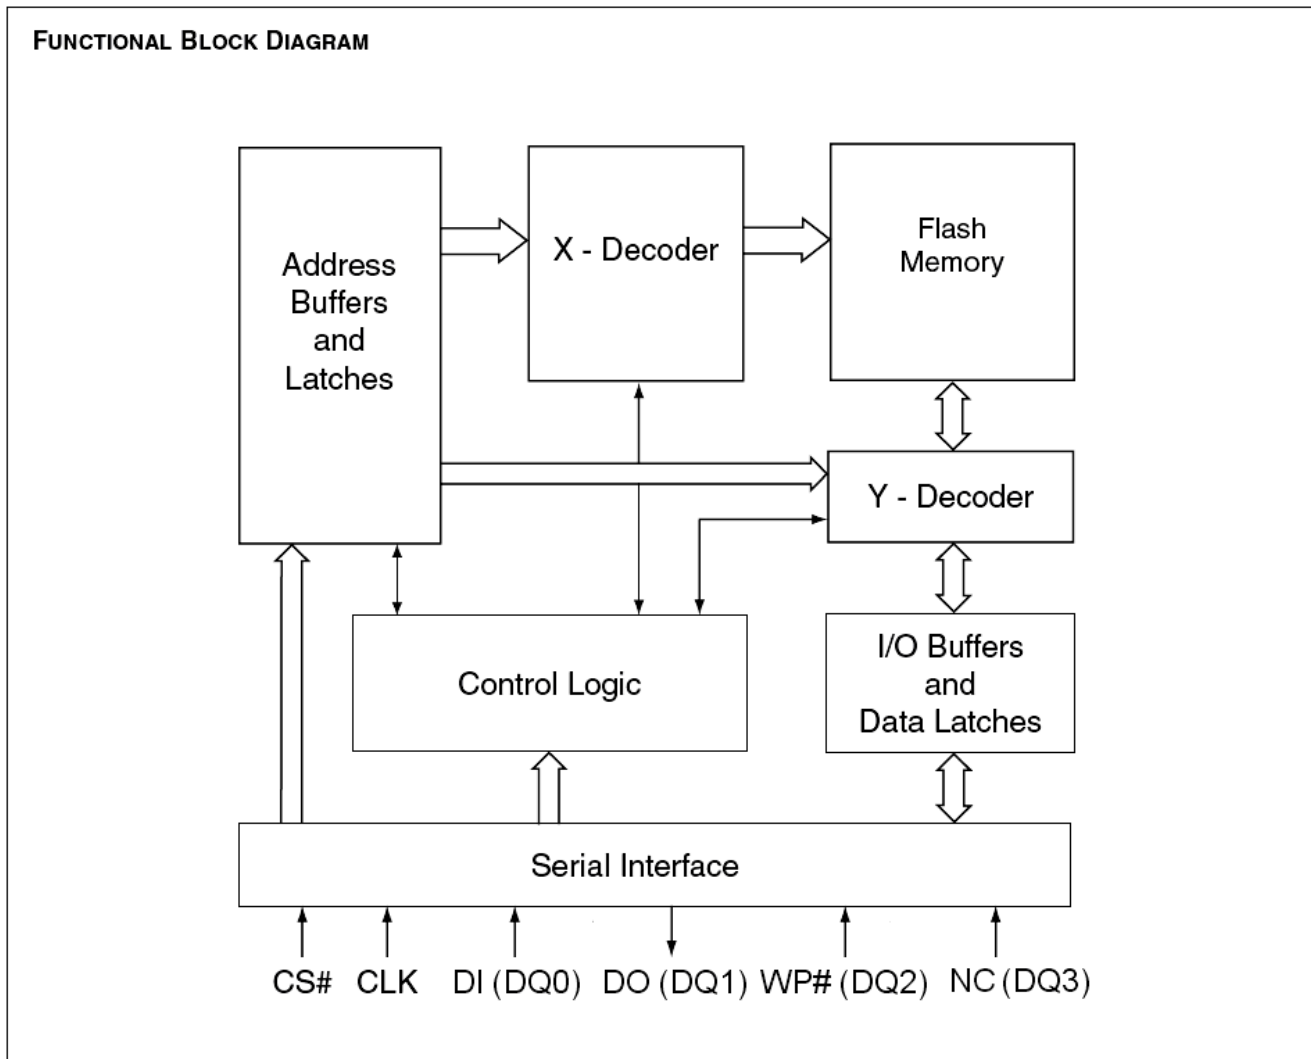 FUNCTIONAL BLOCK DIAGRAM
Address
Buffers
and
Latches
X - Decoder
Flash
Memory
Y - Decoder
Control Logic
I/O Buffers
and
Data Latches
Serial Interface
CS# CLK DI (DQ0) DO (DQ1) WP# (DQ2) NC (DQ3)